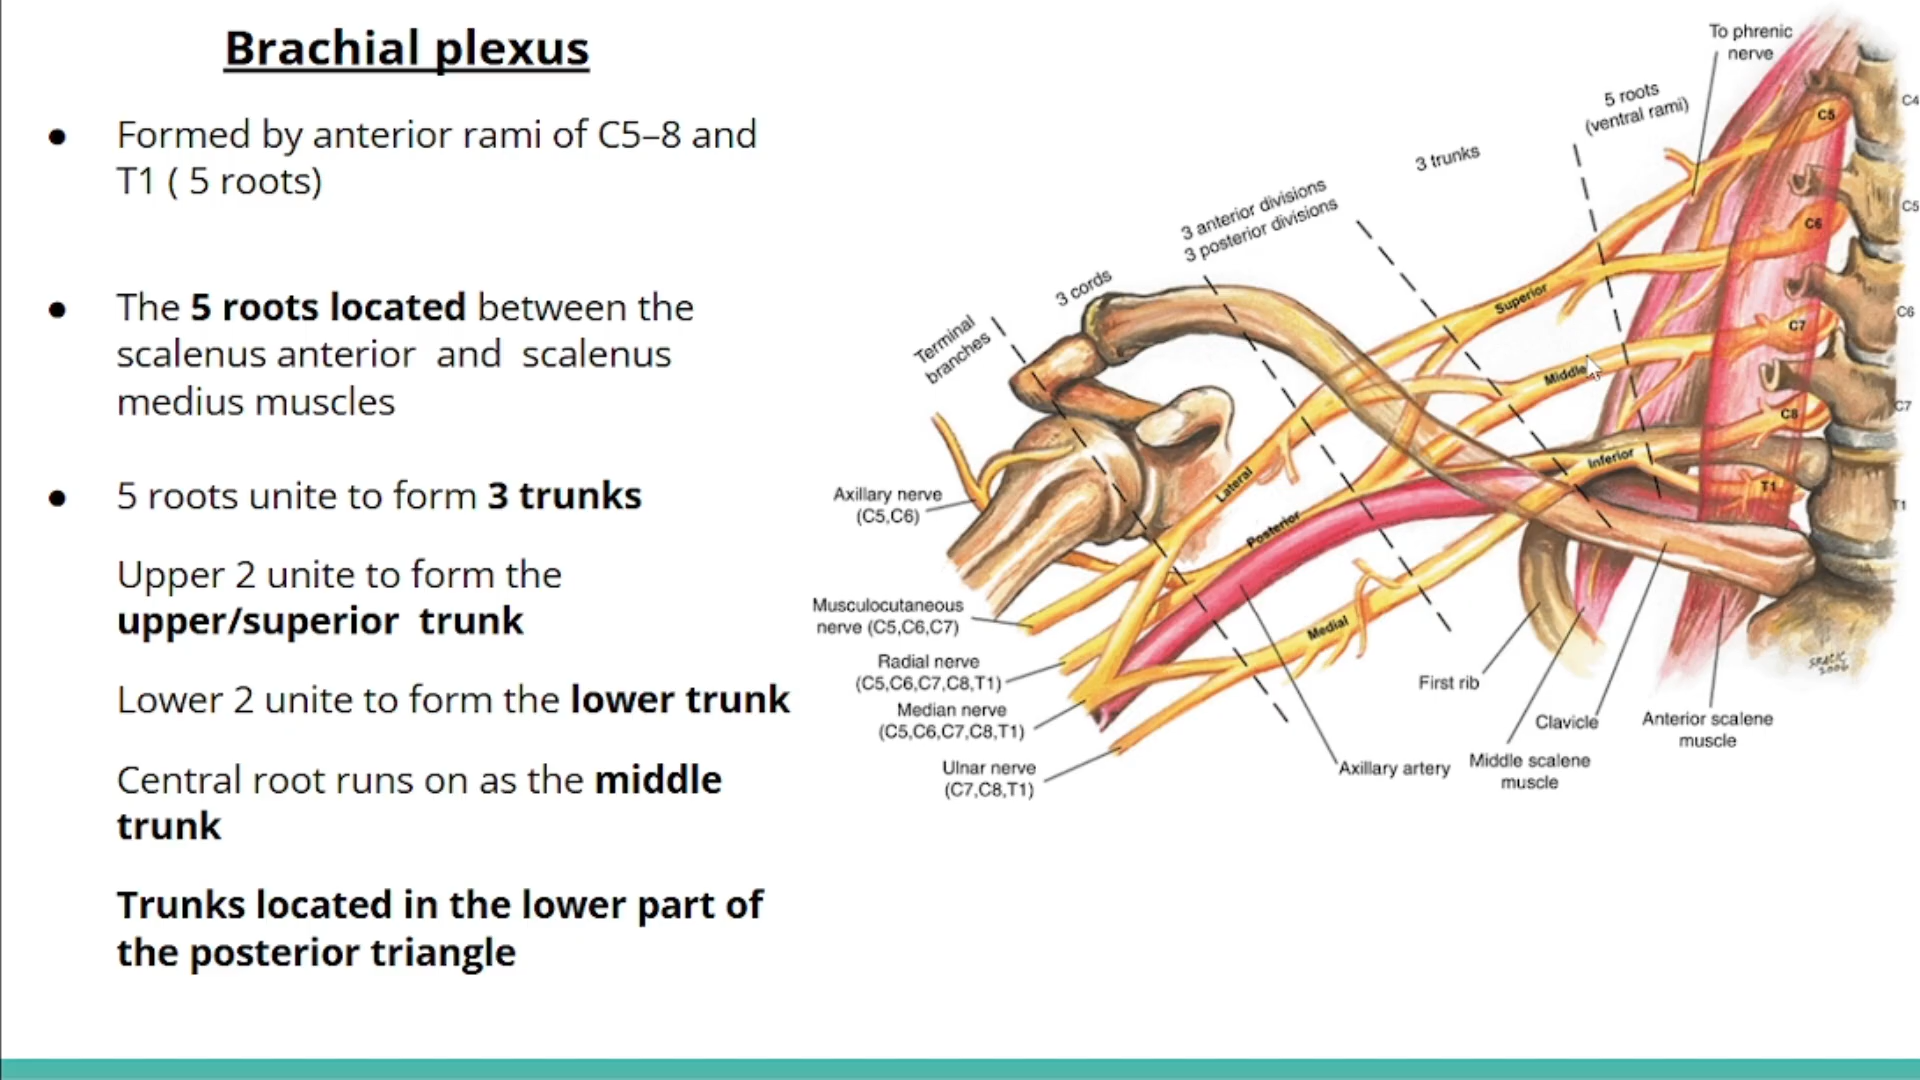 Brachial plexus
● Formed by anterior rami of C5–8 and
T1 ( 5 roots)
● The 5 roots located between the
scalenus anterior and scalenus
medius muscles
● 5 roots unite to form 3 trunks
Upper 2 unite to form the
upper/superior trunk
Lower 2 unite to form the lower trunk
Central root runs on as the middle
trunk
Trunks located in the lower part of
the posterior triangle
To phrenic
nerve
5 roots
(ventral rami)
3 trunks
3 anterior divisions
3 posterior divisions
3 cords
Terminal
branches
C4
C5
C5
C6
C6
C7
C7
C8
T1
T1
Superior
Middle
Inferior
Lateral
Posterior
Medial
Axillary nerve
(C5,C6)
Musculocutaneous
nerve (C5,C6,C7)
Radial nerve
(C5,C6,C7,C8,T1)
Median nerve
(C5,C6,C7,C8,T1)
Ulnar nerve
(C7,C8,T1)
Axillary artery
First rib
Middle scalene
muscle
Clavicle
Anterior scalene
muscle
2006